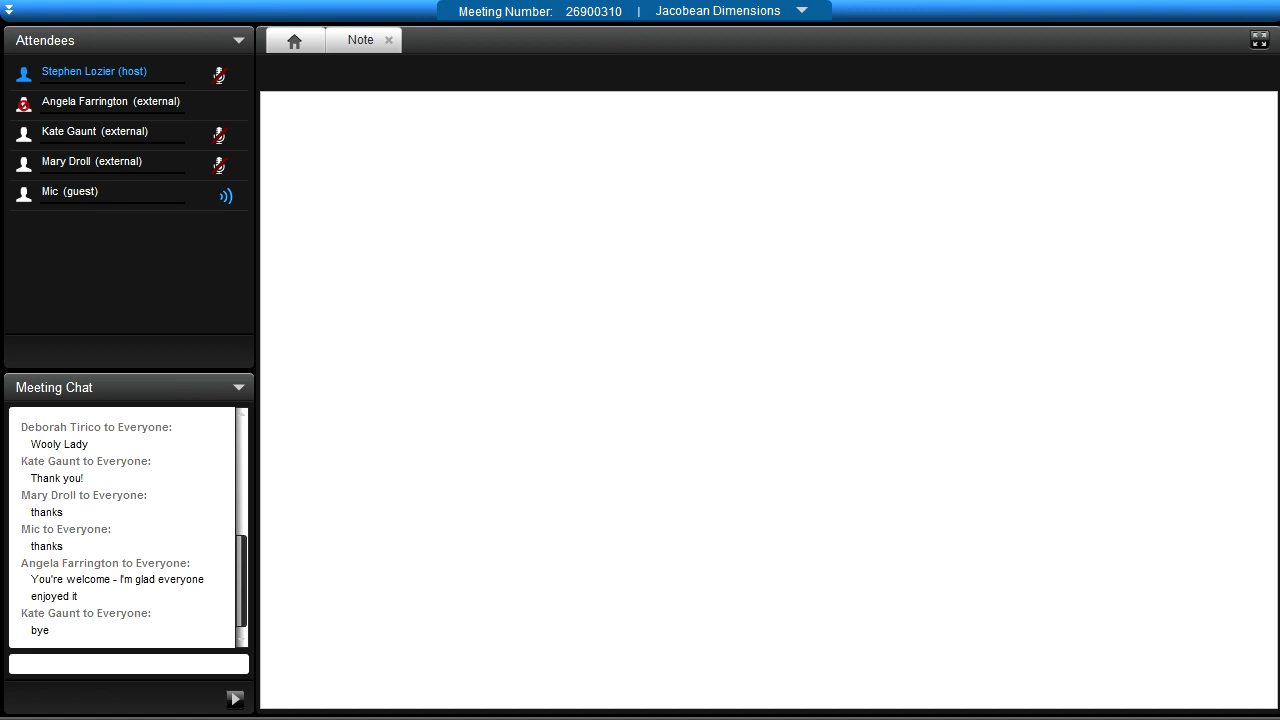 Meeting Number: 26900310 | Jacobean Dimensions
Attendees
Stephen Lozier (host)
Angela Farrington (external)
Kate Gaunt (external)
Mary Droll (external)
Mic (guest)
Note
Meeting Chat
Deborah Tirico to Everyone:
Wooly Lady
Kate Gaunt to Everyone:
Thank you!
Mary Droll to Everyone:
thanks
Mic to Everyone:
thanks
Angela Farrington to Everyone:
You're welcome - I'm glad everyone
enjoyed it
Kate Gaunt to Everyone:
bye